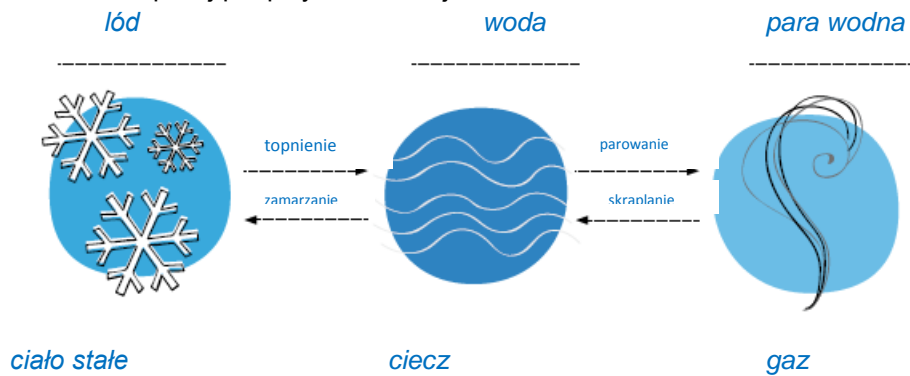 lód woda para wodna
topnienie parowanie
zamarzanie skraplanie
ciało stałe ciecz gaz